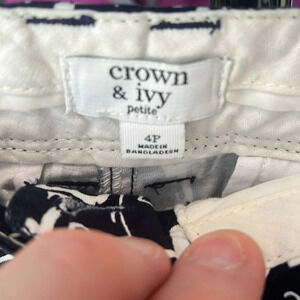 crown
& ivy
petite
4P
MADE IN
BANGLADESH